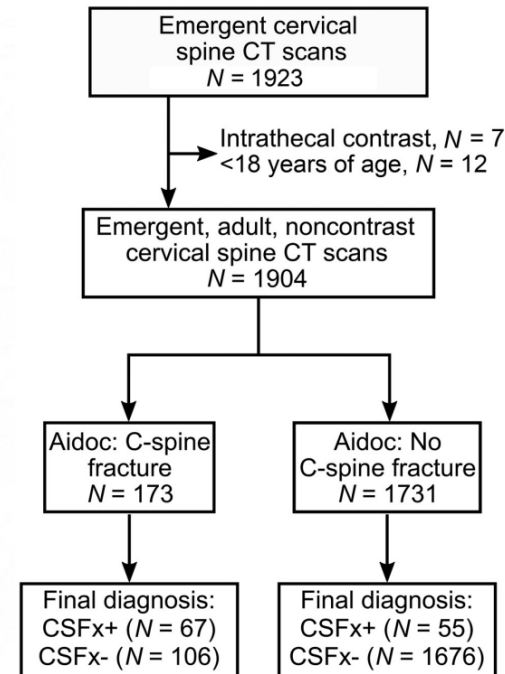 Emergent cervical
spine CT scans
N = 1923
Intrathecal contrast, N = 7
<18 years of age, N = 12
Emergent, adult, noncontrast
cervical spine CT scans
N = 1904
Aidoc: C-spine
fracture
N = 173
Aidoc: No
C-spine fracture
N = 1731
Final diagnosis:
CSFx+ (N = 67)
CSFx- (N = 106)
Final diagnosis:
CSFx+ (N = 55)
CSFx- (N = 1676)